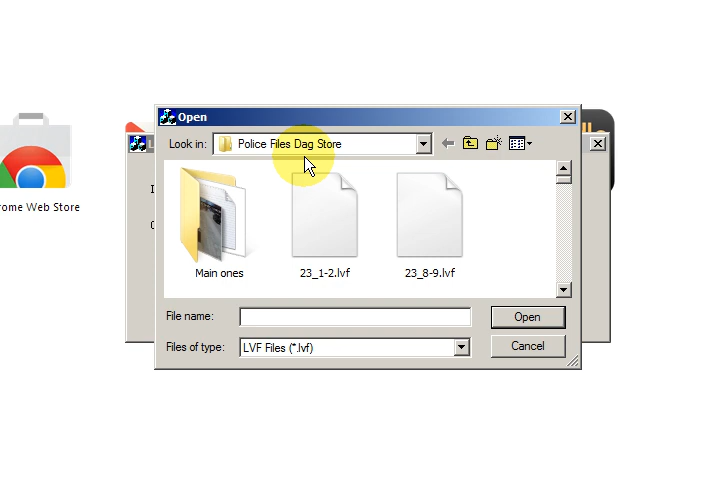 Open
Look in:
Police Files Dag Store
rome Web Store
Main ones
23_1-2.lvf
23_8-9.lvf
File name:
Open
Files of type:
LVF Files (*.lvf)
Cancel